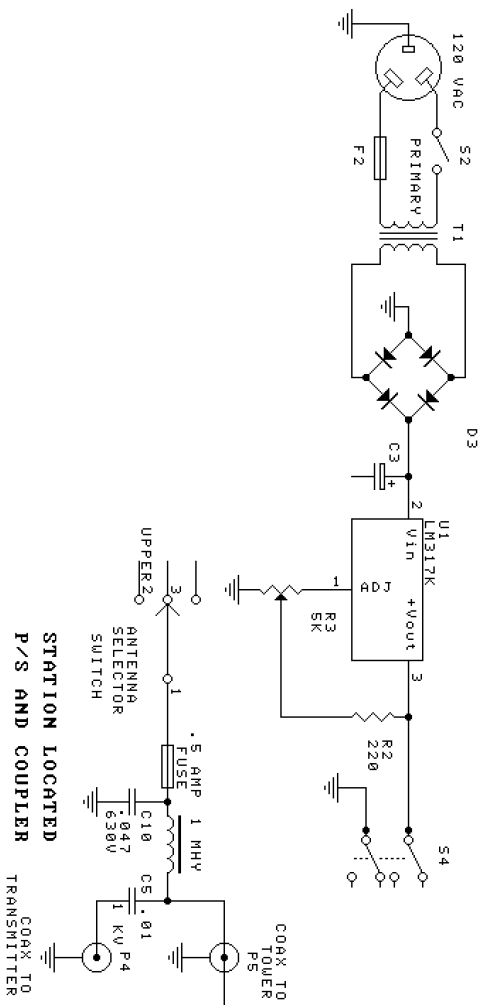 120 VAC
S2
F2
PRIMARY
T1
D3
C3
+
2
U1
LM317K
Vin
ADJ
+Vout
1
3
R3
5K
R2
220
S4
UPPER2
3
ANTENNA
SELECTOR
SWITCH
1
.5 AMP
FUSE
C10
.047
630V
1 MHY
C5 .01
1 KV
P4
COAX TO
TRANSMITTER
COAX TO
TOWER
P5
STATION LOCATED
P/S AND COUPLER